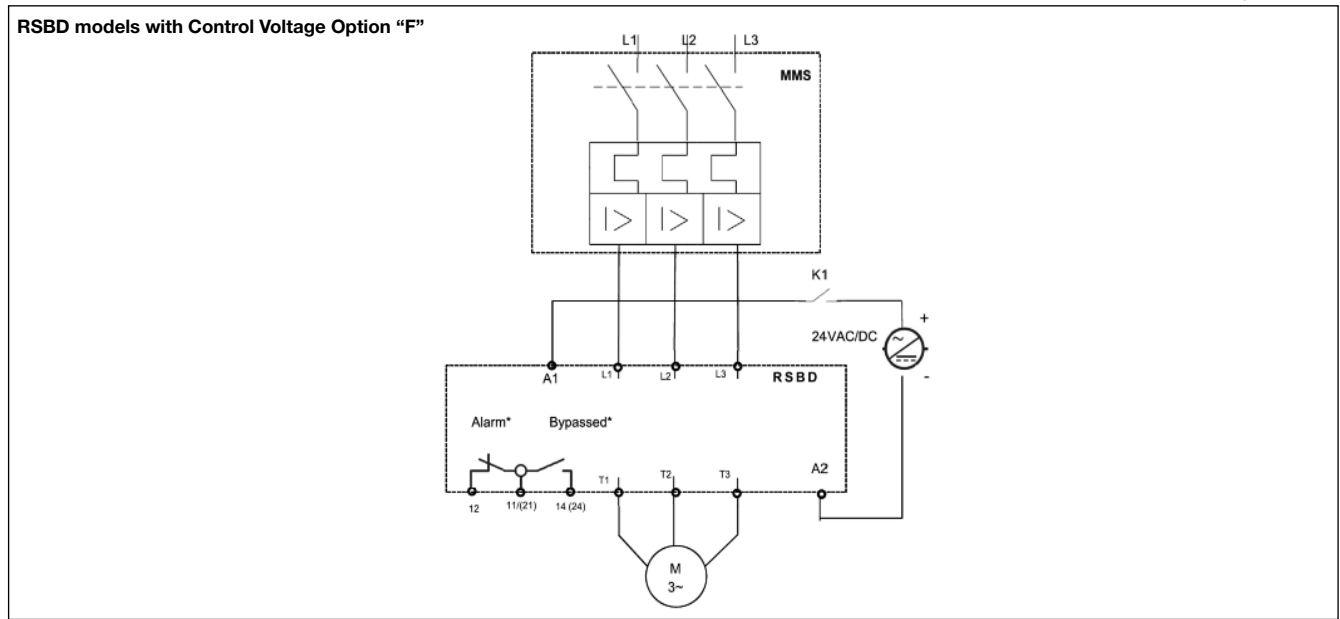 RSBD models with Control Voltage Option “F”
L1 L2 L3
MMS
I> I> I>
K1
+
24VAC/DC
-
A1 L1 L2 L3 RSBD
Alarm* Bypassed*
A2
T1 T2 T3
12 11/(21) 14 (24)
M
3~